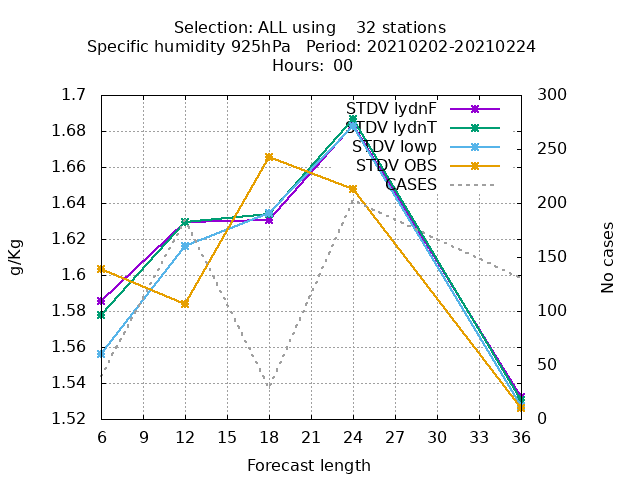 Selection: ALL using    32 stations
Specific humidity 925hPa   Period: 20210202-20210224
Hours:  00
1.7
1.68
1.66
1.64
1.62
1.6
1.58
1.56
1.54
1.52
g/Kg
STDV lydnF
STDV lydnT
STDV lowp
STDV OBS
CASES
300
250
200
150
100
50
0
No cases
6 9 12 15 18 21 24 27 30 33 36
Forecast length